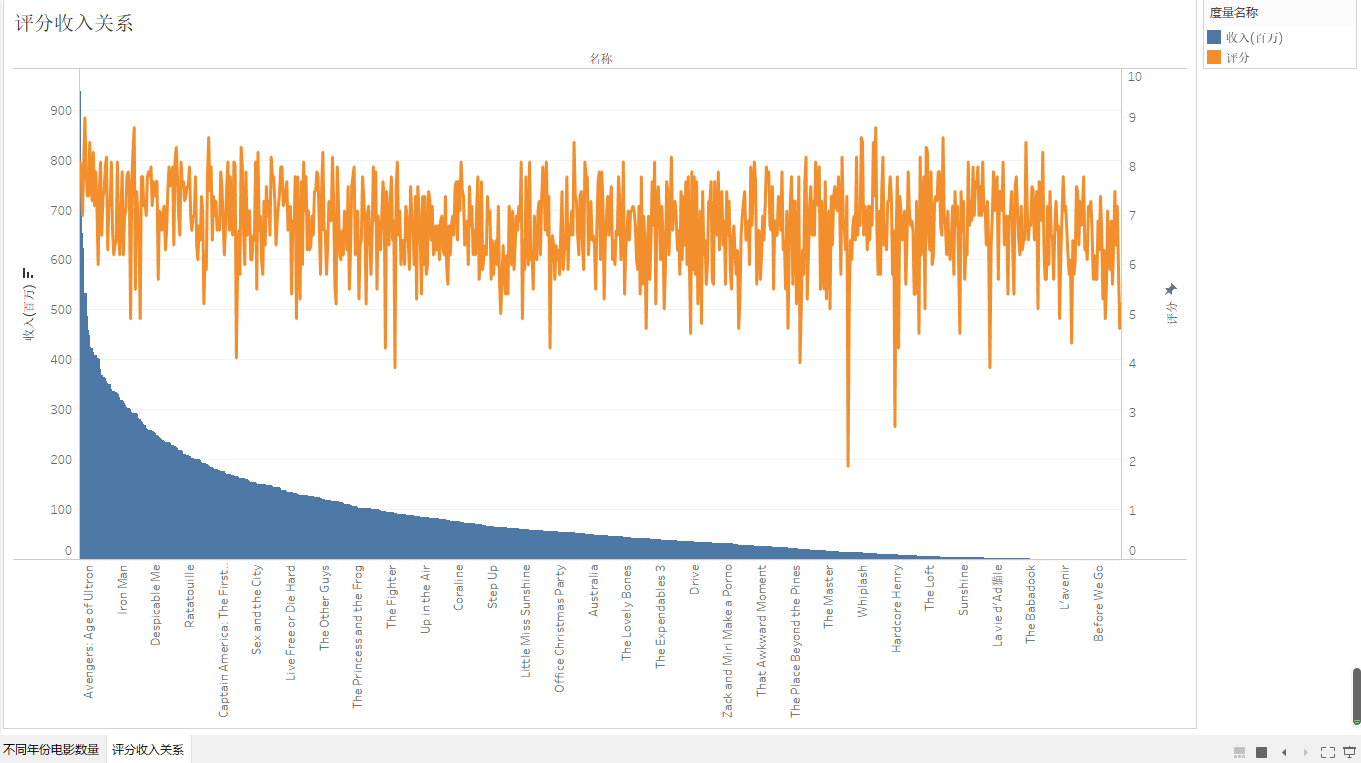 评分收入关系
度量名称
收入(百万)
评分
名称
900
800
700
600
500
400
300
200
100
0
收入(百万)
10
9
8
7
6
5
4
3
2
1
0
评分
Avengers: Age of Ultron
Iron Man
Despicable Me
Ratatouille
Captain America: The First..
Sex and the City
Live Free or Die Hard
The Other Guys
The Princess and the Frog
The Fighter
Up in the Air
Coraline
Step Up
Little Miss Sunshine
Office Christmas Party
Australia
The Lovely Bones
The Expendables 3
Drive
Zack and Miri Make a Porno
That Awkward Moment
The Place Beyond the Pines
The Master
Whiplash
Hardcore Henry
The Loft
Sunshine
La vie d'Ad
The Babadook
L'avenir
Before We Go
不同年份电影数量
评分收入关系